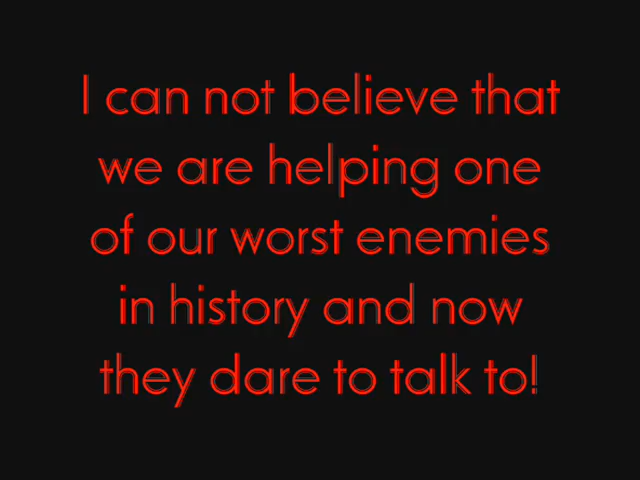 I can not believe that
we are helping one
of our worst enemies
in history and now
they dare to talk to!